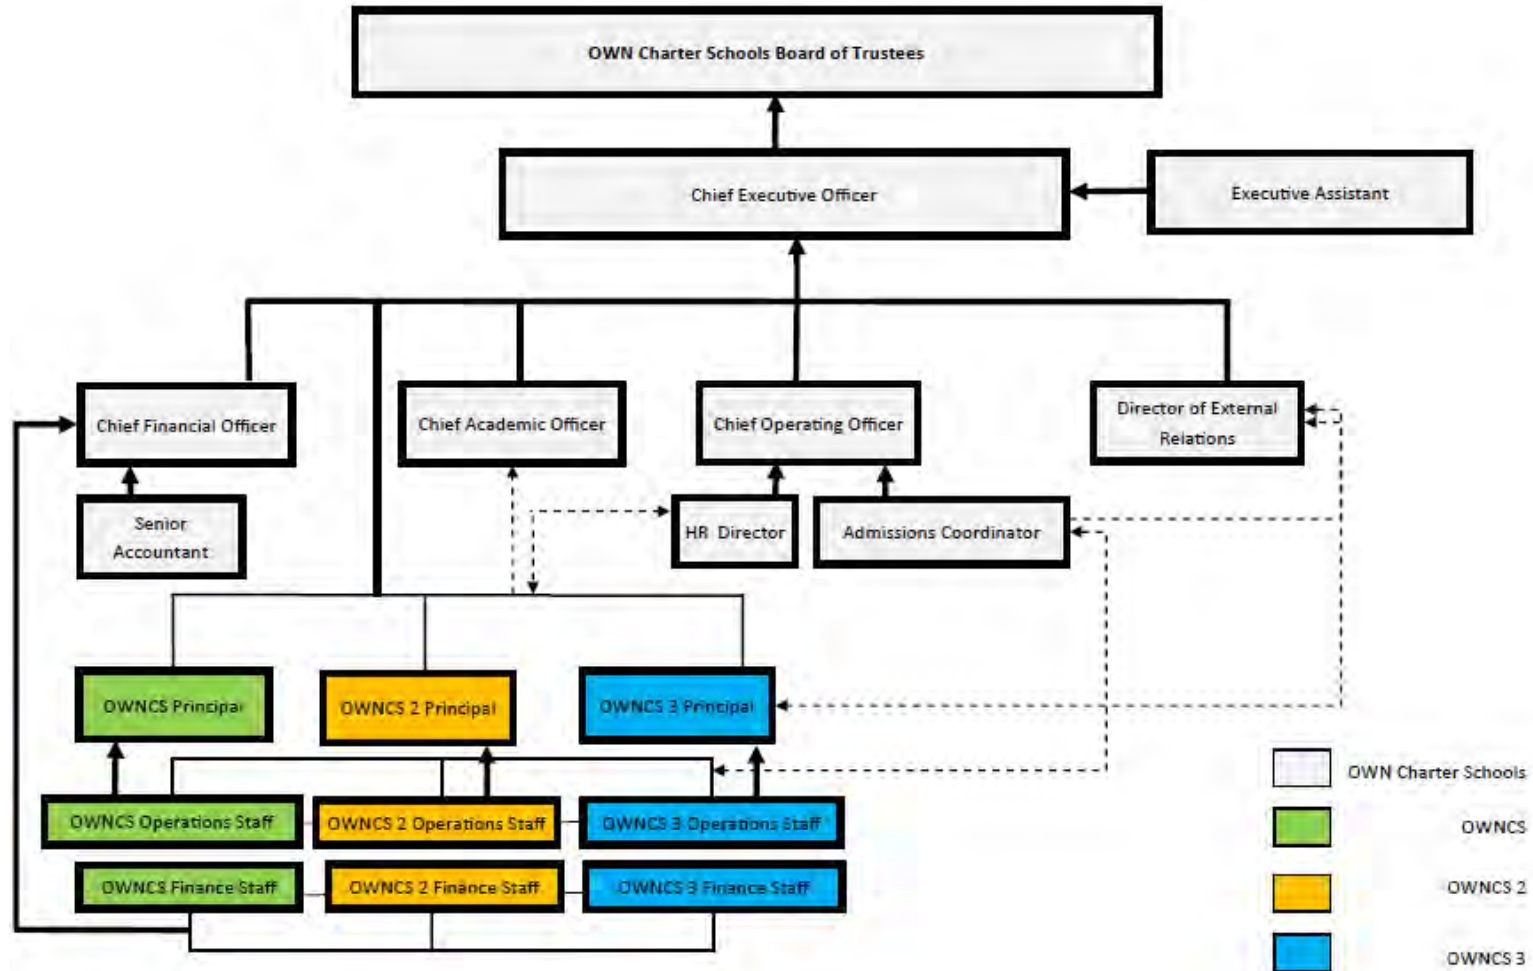 OWN Charter Schools Board of Trustees
Chief Executive Officer
Executive Assistant
Chief Financial Officer
Chief Academic Officer
Chief Operating Officer
Director of External
Relations
Senior
Accountant
HR Director
Admissions Coordinator
OWNCS Principal
OWNCS 2 Principal
OWNCS 3 Principal
OWNCS Operations Staff
OWNCS 2 Operations Staff
OWNCS 3 Operations Staff
OWNCS Finance Staff
OWNCS 2 Finance Staff
OWNCS 3 Finance Staff
OWN Charter Schools
OWNCS
OWNCS 2
OWNCS 3